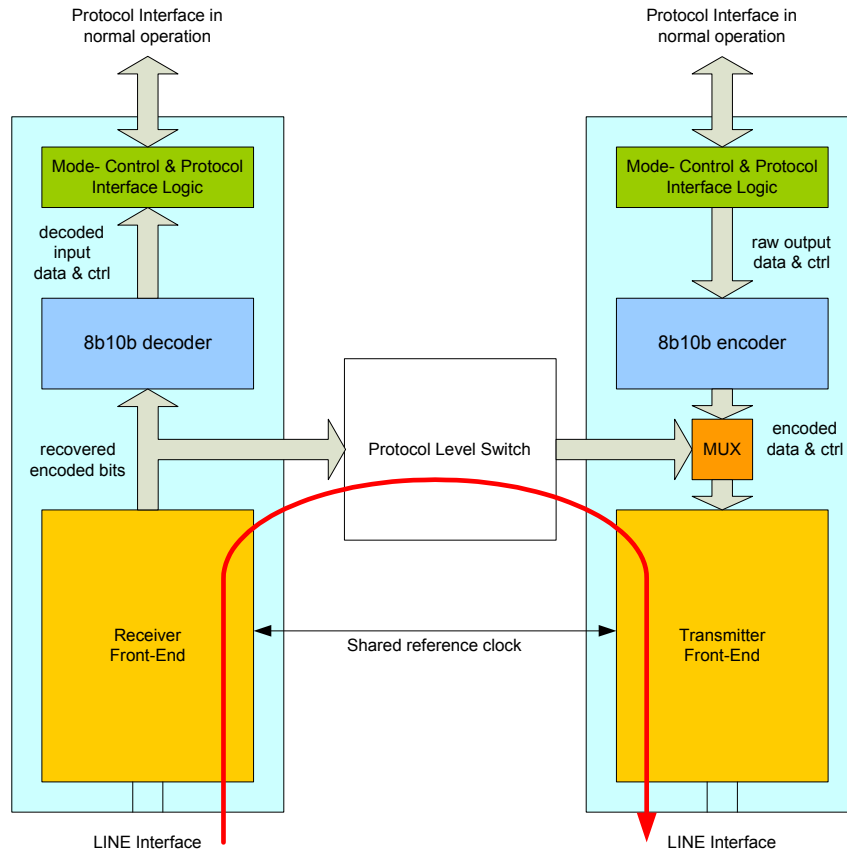 Protocol Interface in
normal operation
Protocol Interface in
normal operation
Mode- Control & Protocol
Interface Logic
Mode- Control & Protocol
Interface Logic
decoded
input
data & ctrl
raw output
data & ctrl
8b10b decoder
8b10b encoder
recovered
encoded bits
Protocol Level Switch
MUX
encoded
data & ctrl
Receiver
Front-End
Shared reference clock
Transmitter
Front-End
LINE Interface
LINE Interface